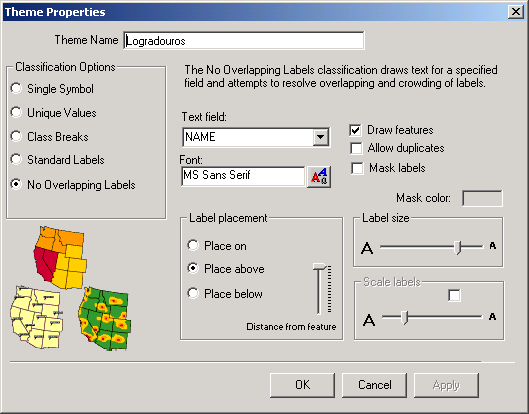 Theme Properties
Theme Name Logradouros
Classification Options
Single Symbol
Unique Values
Class Breaks
Standard Labels
No Overlapping Labels
The No Overlapping Labels classification draws text for a specified
field and attempts to resolve overlapping and crowding of labels.
Text field:
NAME
Font:
MS Sans Serif
A A a
Draw features
Allow duplicates
Mask labels
Mask color:
Label placement
Place on
Place above
Place below
Distance from feature
Label size
A A
Scale labels
A A
OK Cancel Apply